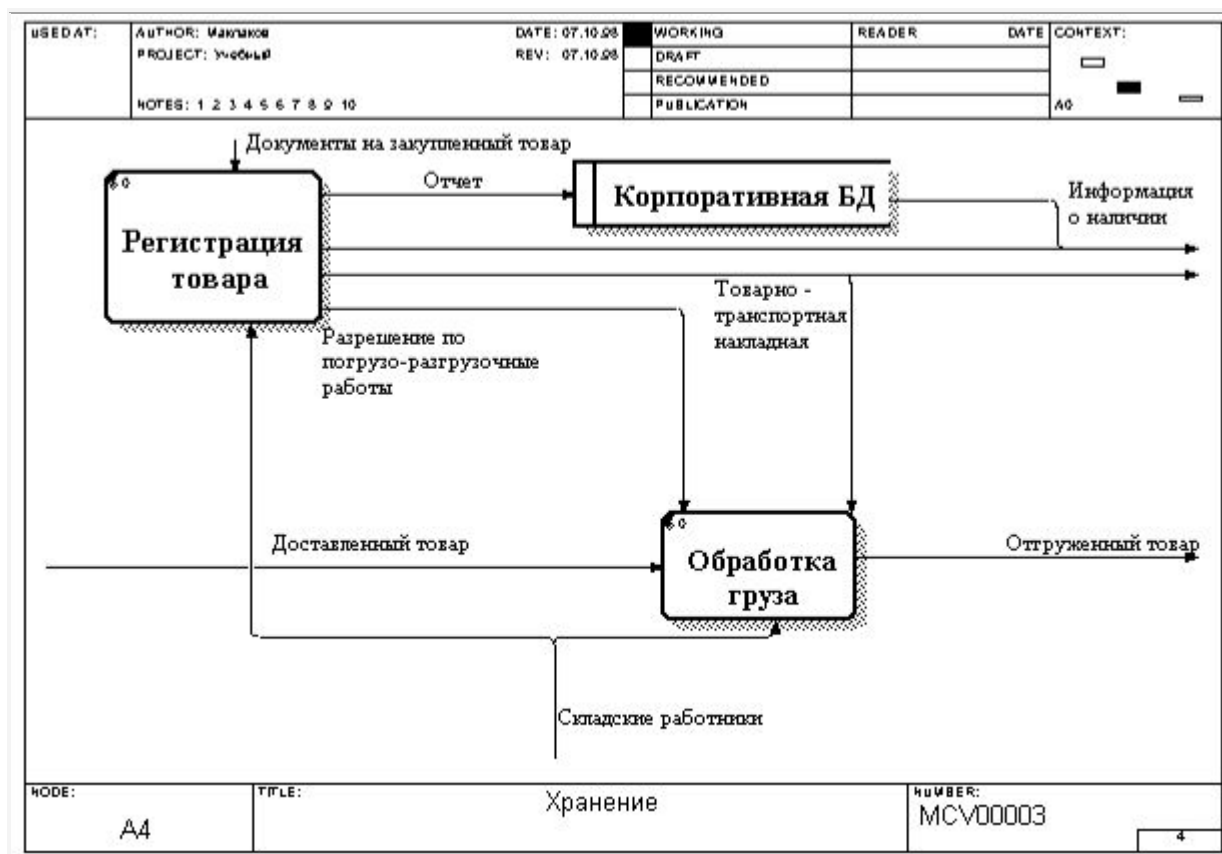 USED AT:
AUTHOR: Маклаков
DATE: 07.10.98
WORKING
READER
DATE
CONTEXT:
PROJECT: Учебный
REV: 07.10.98
DRAFT
RECOMMENDED
NOTES: 1 2 3 4 5 6 7 8 9 10
PUBLICATION
A0
Документы на закупленный товар
Отчет
Корпоративная БД
Информация
о наличии
Регистрация
товара
Товарно -
транспортная
накладная
Разрешение по
погрузо-разгрузочные
работы
Доставленный товар
Обработка
груза
Отгруженный товар
Складские работники
NODE:
A4
TITLE:
Хранение
NUMBER:
MCV00003
4